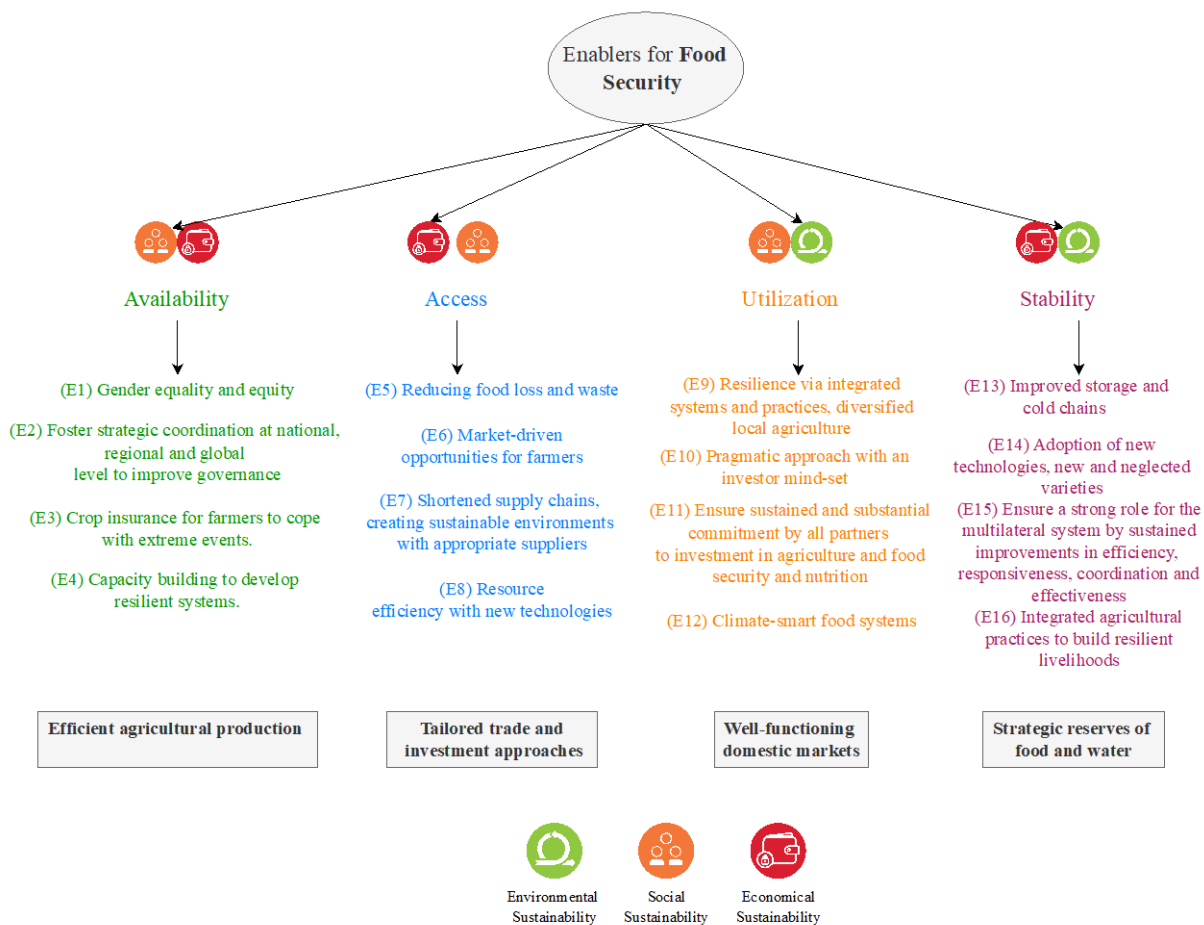 Enablers for Food
Security
Availability
Access
Utilization
Stability
(E1) Gender equality and equity
(E2) Foster strategic coordination at national,
regional and global
level to improve governance
(E3) Crop insurance for farmers to cope
with extreme events.
(E4) Capacity building to develop
resilient systems.
(E5) Reducing food loss and waste
(E6) Market-driven
opportunities for farmers
(E7) Shortened supply chains,
creating sustainable environments
with appropriate suppliers
(E8) Resource
efficiency with new technologies
(E9) Resilience via integrated
systems and practices, diversified
local agriculture
(E10) Pragmatic approach with an
investor mind-set
(E11) Ensure sustained and substantial
commitment by all partners
to investment in agriculture and food
security and nutrition
(E12) Climate-smart food systems
(E13) Improved storage and
cold chains
(E14) Adoption of new
technologies, new and neglected
varieties
(E15) Ensure a strong role for the
multilateral system by sustained
improvements in efficiency,
responsiveness, coordination and
effectiveness
(E16) Integrated agricultural
practices to build resilient
livelihoods
Efficient agricultural production
Tailored trade and
investment approaches
Well-functioning
domestic markets
Strategic reserves of
food and water
Environmental
Sustainability
Social
Sustainability
Economical
Sustainability